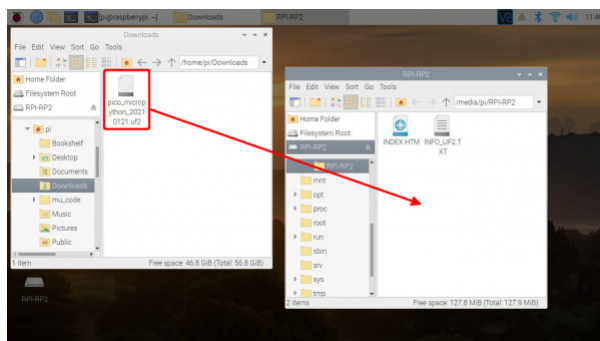 [pi@raspberrypi: ~]
Downloads
RPI-RP2
11:46
Downloads
File Edit View Sort Go Tools
/home/pi/Downloads
Home Folder
Filesystem Root
RPI-RP2
pi
Bookshelf
Desktop
Documents
Downloads
mu_code
Music
Pictures
Public
pico_microp
ython_2021
0121.uf2
1 item
Free space: 46.8 GiB (Total: 56.8 GiB)
RPI-RP2
RPI-RP2
File Edit View Sort Go Tools
/media/pi/RPI-RP2
Home Folder
Filesystem Root
RPI-RP2
RPI-RP2
mnt
opt
proc
root
run
sbin
srv
sys
tmp
INDEX.HTM
INFO_UF2.T
XT
2 items
Free space: 127.8 MiB (Total: 127.9 MiB)